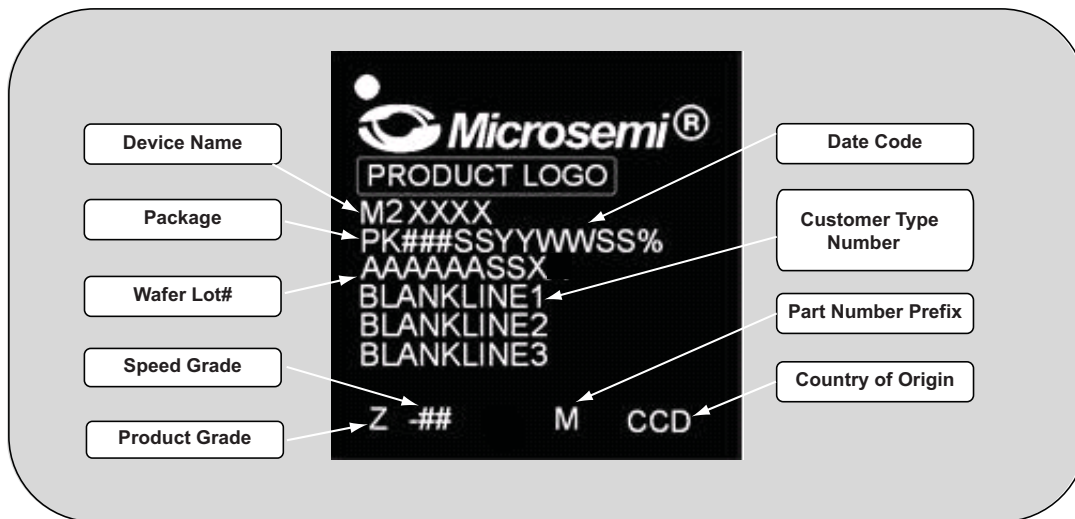 Microsemi®
PRODUCT LOGO
M2XXXX
PK###SSYYWWSS%
AAAAAASSX
BLANKLINE1
BLANKLINE2
BLANKLINE3
Z -## M CCD
Device Name
Package
Wafer Lot#
Speed Grade
Product Grade
Date Code
Customer Type
Number
Part Number Prefix
Country of Origin